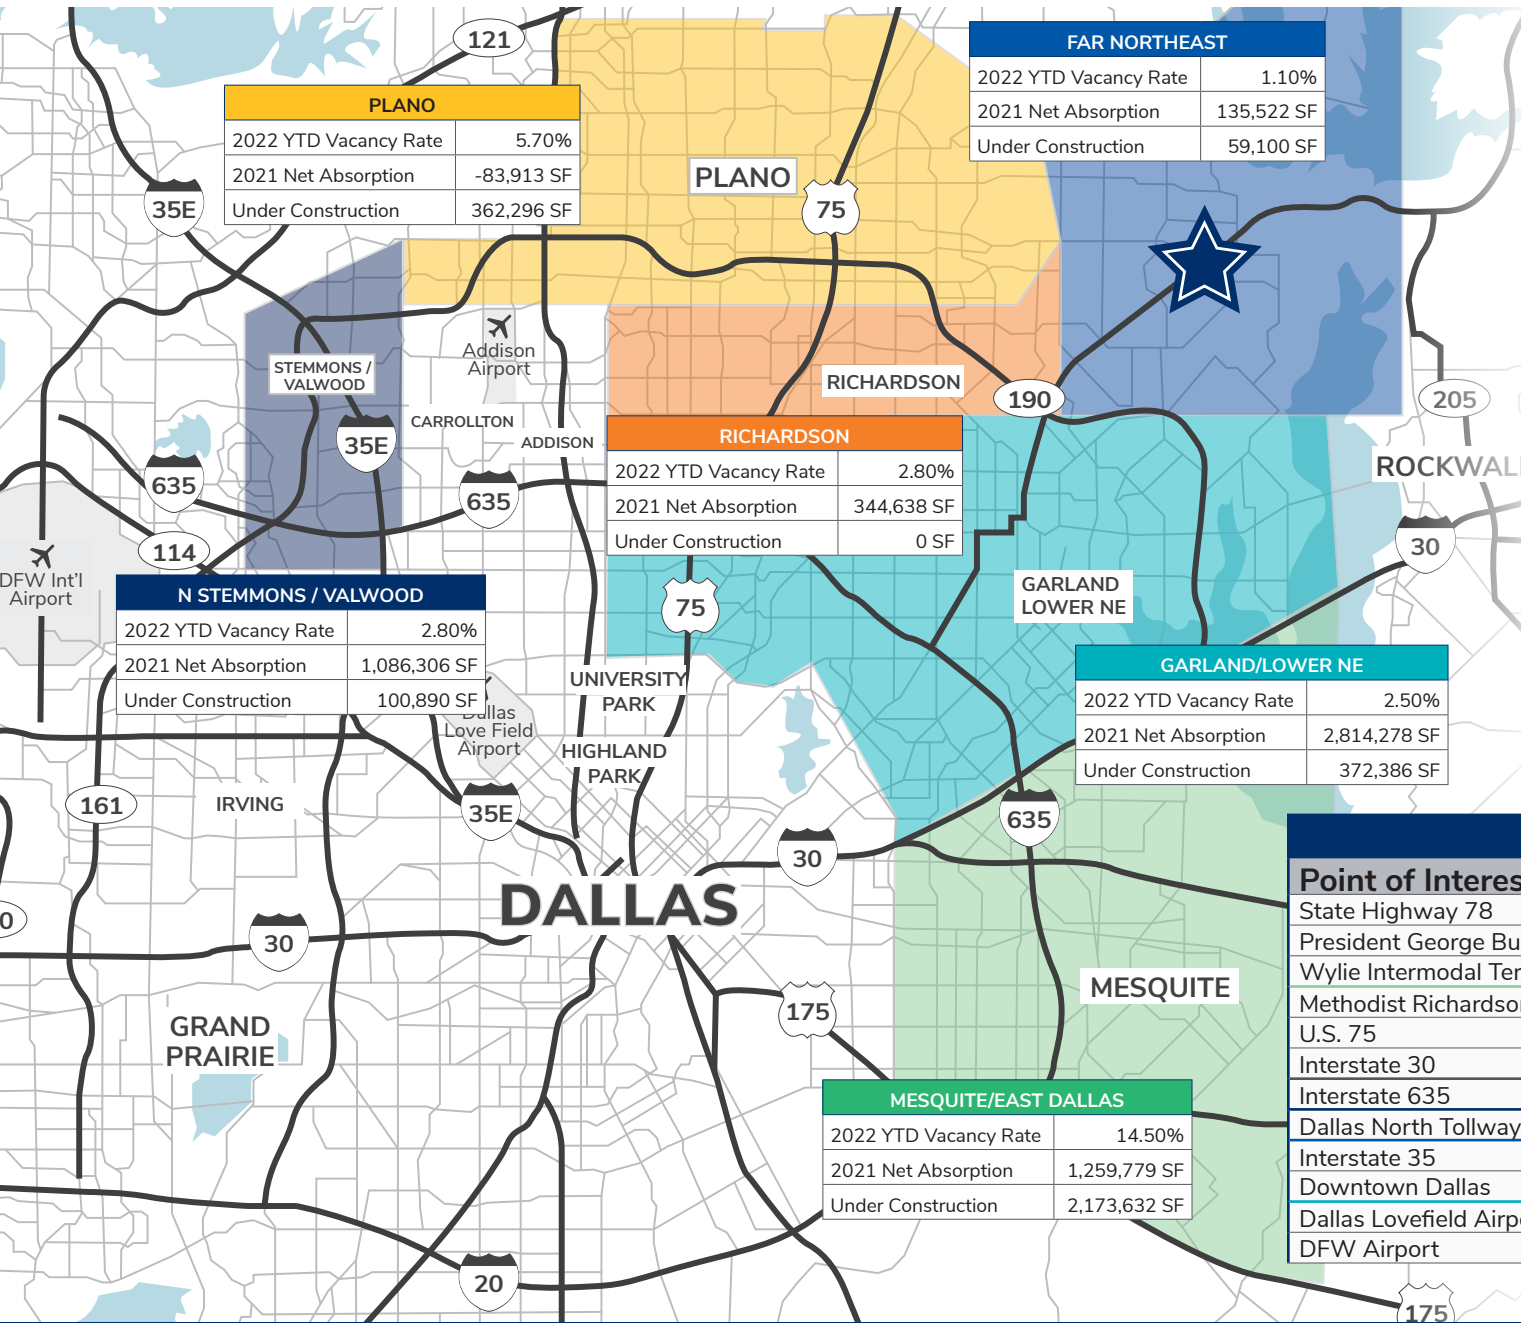 121
FAR NORTHEAST
2022 YTD Vacancy Rate 1.10%
2021 Net Absorption 135,522 SF
Under Construction 59,100 SF
PLANO
2022 YTD Vacancy Rate 5.70%
2021 Net Absorption -83,913 SF
Under Construction 362,296 SF
PLANO
75
35E
Addison
Airport
STEMMONS /
VALWOOD
RICHARDSON
190
205
CARROLLTON
ADDISON
35E
RICHARDSON
2022 YTD Vacancy Rate 2.80%
2021 Net Absorption 344,638 SF
Under Construction 0 SF
ROCKWAL
635
635
114
30
DFW Int'l
Airport
N STEMMONS / VALWOOD
2022 YTD Vacancy Rate 2.80%
2021 Net Absorption 1,086,306 SF
Under Construction 100,890 SF
75
GARLAND
LOWER NE
UNIVERSITY
PARK
GARLAND/LOWER NE
2022 YTD Vacancy Rate 2.50%
2021 Net Absorption 2,814,278 SF
Under Construction 372,386 SF
Dallas
Love Field
Airport
HIGHLAND
PARK
161
IRVING
35E
635
30
DALLAS
0
30
MESQUITE
175
GRAND
PRAIRIE
MESQUITE/EAST DALLAS
2022 YTD Vacancy Rate 14.50%
2021 Net Absorption 1,259,779 SF
Under Construction 2,173,632 SF
Point of Interes
State Highway 78
President George Bu
Wylie Intermodal Ter
Methodist Richardson
U.S. 75
Interstate 30
Interstate 635
Dallas North Tollway
Interstate 35
Downtown Dallas
Dallas Lovefield Airpo
DFW Airport
20
175